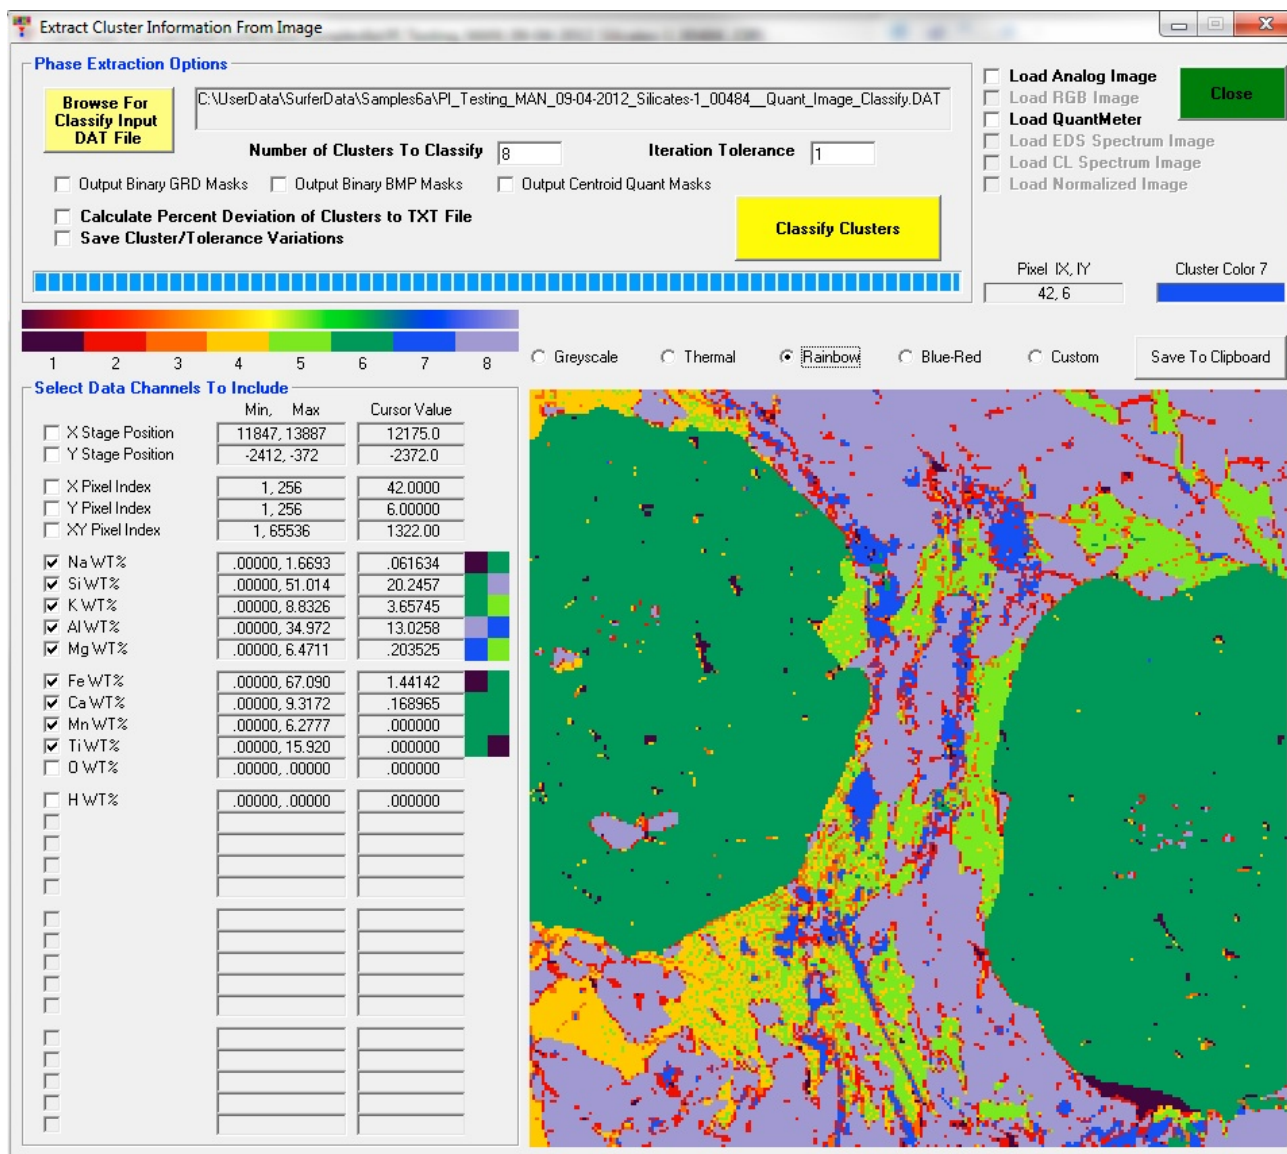 Extract Cluster Information From Image
Phase Extraction Options
Browse For
Classify Input
DAT File
C:\UserData\SurferData\Samples6a\PI_Testing_MAN_09-04-2012_Silicates-1_00484__Quant_Image_Classify.DAT
Number of Clusters To Classify 8 Iteration Tolerance 1
Output Binary GRD Masks Output Binary BMP Masks Output Centroid Quant Masks
Calculate Percent Deviation of Clusters to TXT File
Save Cluster/Tolerance Variations
Classify Clusters
Load Analog Image
Load RGB Image
Load QuantMeter
Load EDS Spectrum Image
Load CL Spectrum Image
Load Normalized Image
Close
Pixel IX, IY Cluster Color 7
42, 6
1 2 3 4 5 6 7 8
Greyscale Thermal Rainbow Blue-Red Custom Save To Clipboard
Select Data Channels To Include
Min, Max Cursor Value
X Stage Position 11847, 13887 12175.0
Y Stage Position -2412, -372 -2372.0
X Pixel Index 1, 256 42.0000
Y Pixel Index 1, 256 6.00000
XY Pixel Index 1, 65536 1322.00
Na WT% .00000, 1.6693 .061634
Si WT% .00000, 51.014 20.2457
K WT% .00000, 8.8326 3.65745
Al WT% .00000, 34.972 13.0258
Mg WT% .00000, 6.4711 .203525
Fe WT% .00000, 67.090 1.44142
Ca WT% .00000, 9.3172 .168965
Mn WT% .00000, 6.2777 .000000
Ti WT% .00000, 15.920 .000000
O WT% .00000, .00000 .000000
H WT% .00000, .00000 .000000